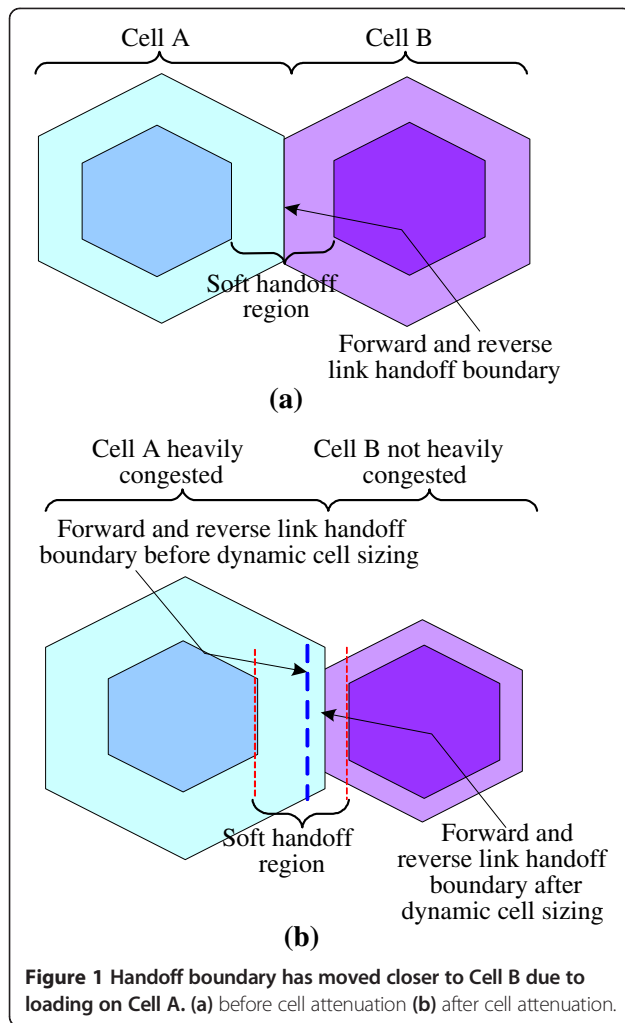 Cell A
Cell B
Soft handoff
region
Forward and reverse
link handoff boundary
(a)
Cell A heavily
congested
Cell B not heavily
congested
Forward and reverse link handoff
boundary before dynamic cell sizing
Soft handoff
region
Forward and
reverse link handoff
boundary after
dynamic cell sizing
(b)
Figure 1 Handoff boundary has moved closer to Cell B due to
loading on Cell A. (a) before cell attenuation (b) after cell attenuation.